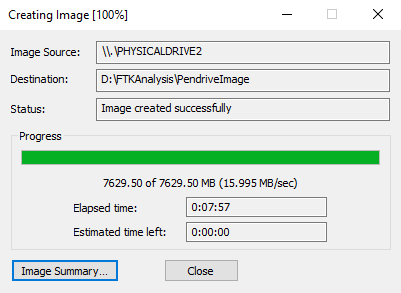 Creating Image [100%]
Image Source: \\.\PHYSICALDRIVE2
Destination: D:\FTKAnalysis\PendriveImage
Status: Image created successfully
Progress
7629.50 of 7629.50 MB (15.995 MB/sec)
Elapsed time: 0:07:57
Estimated time left: 0:00:00
Image Summary... Close